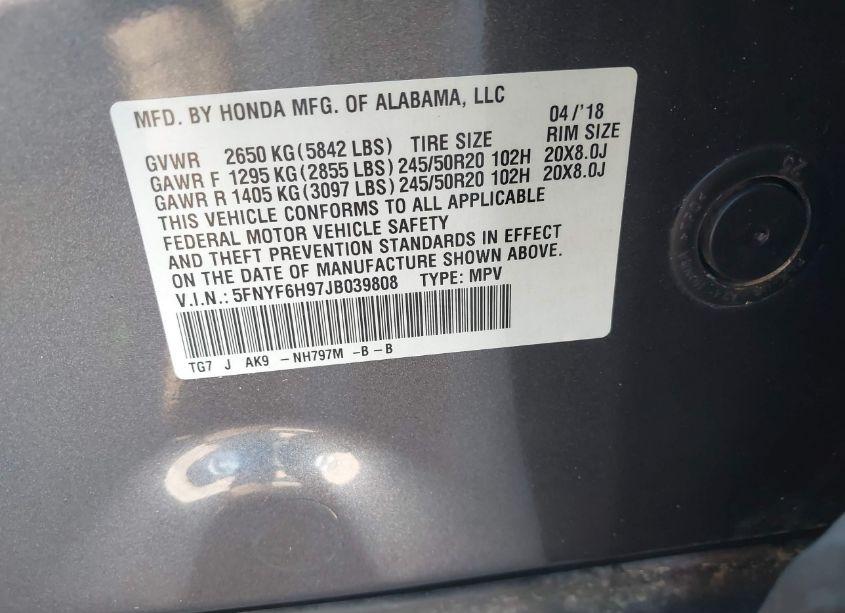 MFD. BY HONDA MFG. OF ALABAMA, LLC 04/'18
GVWR 2650 KG(5842 LBS) TIRE SIZE RIM SIZE
GAWR F 1295 KG(2855 LBS) 245/50R20 102H 20X8.0J
GAWR R 1405 KG(3097 LBS) 245/50R20 102H 20X8.0J
THIS VEHICLE CONFORMS TO ALL APPLICABLE
FEDERAL MOTOR VEHICLE SAFETY
AND THEFT PREVENTION STANDARDS IN EFFECT
ON THE DATE OF MANUFACTURE SHOWN ABOVE.
V.I.N.: 5FNYF6H97JB039808 TYPE: MPV
TG7 J AK9 -NH797M -B-B